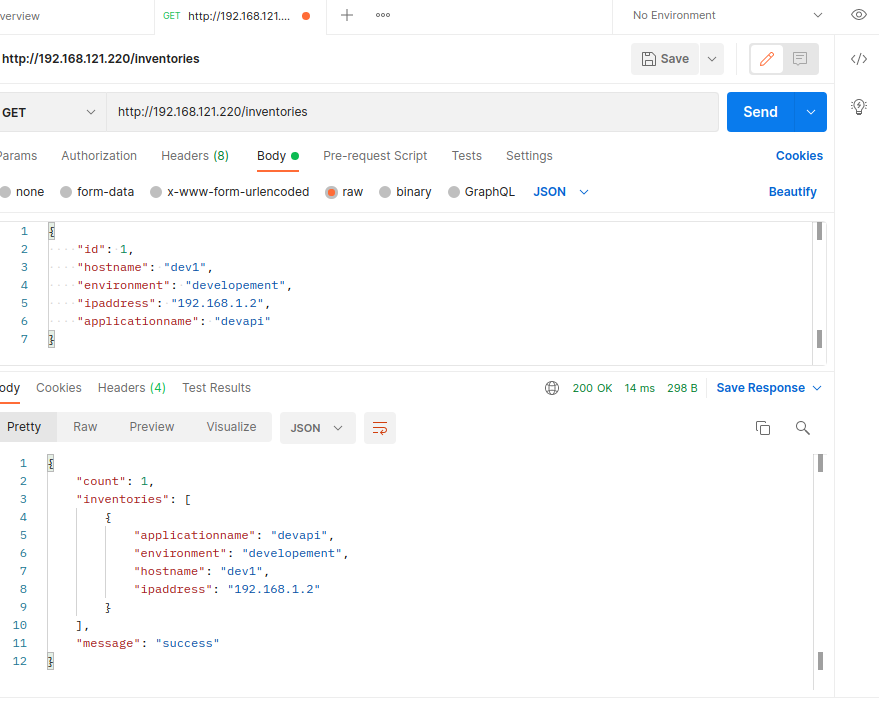 verview GET http://192.168.121.... + ooo No Environment
http://192.168.121.220/inventories Save
GET http://192.168.121.220/inventories Send
Params Authorization Headers (8) Body Pre-request Script Tests Settings Cookies
none form-data x-www-form-urlencoded raw binary GraphQL JSON Beautify
1 {
2 "id": 1,
3 "hostname": "dev1",
4 "environment": "developement",
5 "ipaddress": "192.168.1.2",
6 "applicationname": "devapi"
7 }
ody Cookies Headers (4) Test Results 200 OK 14 ms 298 B Save Response
Pretty Raw Preview Visualize JSON
1 {
2 "count": 1,
3 "inventories": [
4 {
5 "applicationname": "devapi",
6 "environment": "developement",
7 "hostname": "dev1",
8 "ipaddress": "192.168.1.2"
9 }
10 ],
11 "message": "success"
12 }